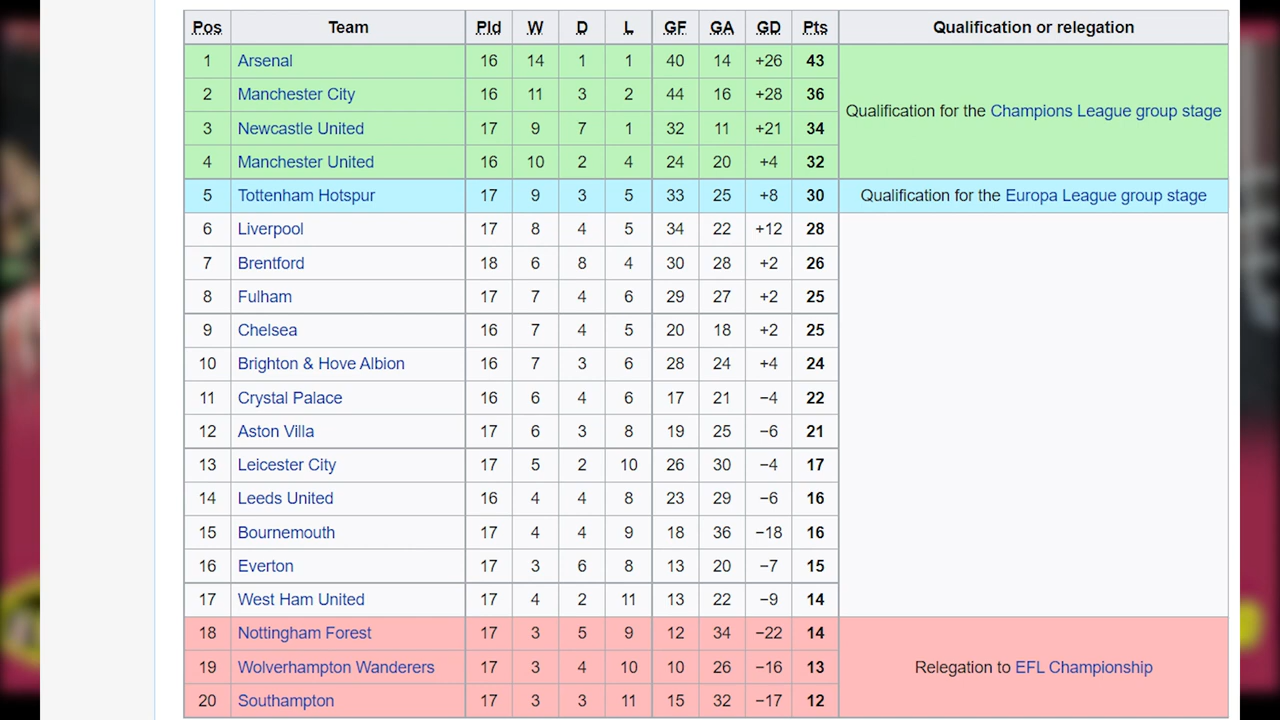 Pos Team Pld W D L GF GA GD Pts Qualification or relegation
1 Arsenal 16 14 1 1 40 14 +26 43
2 Manchester City 16 11 3 2 44 16 +28 36
Qualification for the Champions League group stage
3 Newcastle United 17 9 7 1 32 11 +21 34
4 Manchester United 16 10 2 4 24 20 +4 32
5 Tottenham Hotspur 17 9 3 5 33 25 +8 30 Qualification for the Europa League group stage
6 Liverpool 17 8 4 5 34 22 +12 28
7 Brentford 18 6 8 4 30 28 +2 26
8 Fulham 17 7 4 6 29 27 +2 25
9 Chelsea 16 7 4 5 20 18 +2 25
10 Brighton & Hove Albion 16 7 3 6 28 24 +4 24
11 Crystal Palace 16 6 4 6 17 21 −4 22
12 Aston Villa 17 6 3 8 19 25 −6 21
13 Leicester City 17 5 2 10 26 30 −4 17
14 Leeds United 16 4 4 8 23 29 −6 16
15 Bournemouth 17 4 4 9 18 36 −18 16
16 Everton 17 3 6 8 13 20 −7 15
17 West Ham United 17 4 2 11 13 22 −9 14
18 Nottingham Forest 17 3 5 9 12 34 −22 14
19 Wolverhampton Wanderers 17 3 4 10 10 26 −16 13 Relegation to EFL Championship
20 Southampton 17 3 3 11 15 32 −17 12